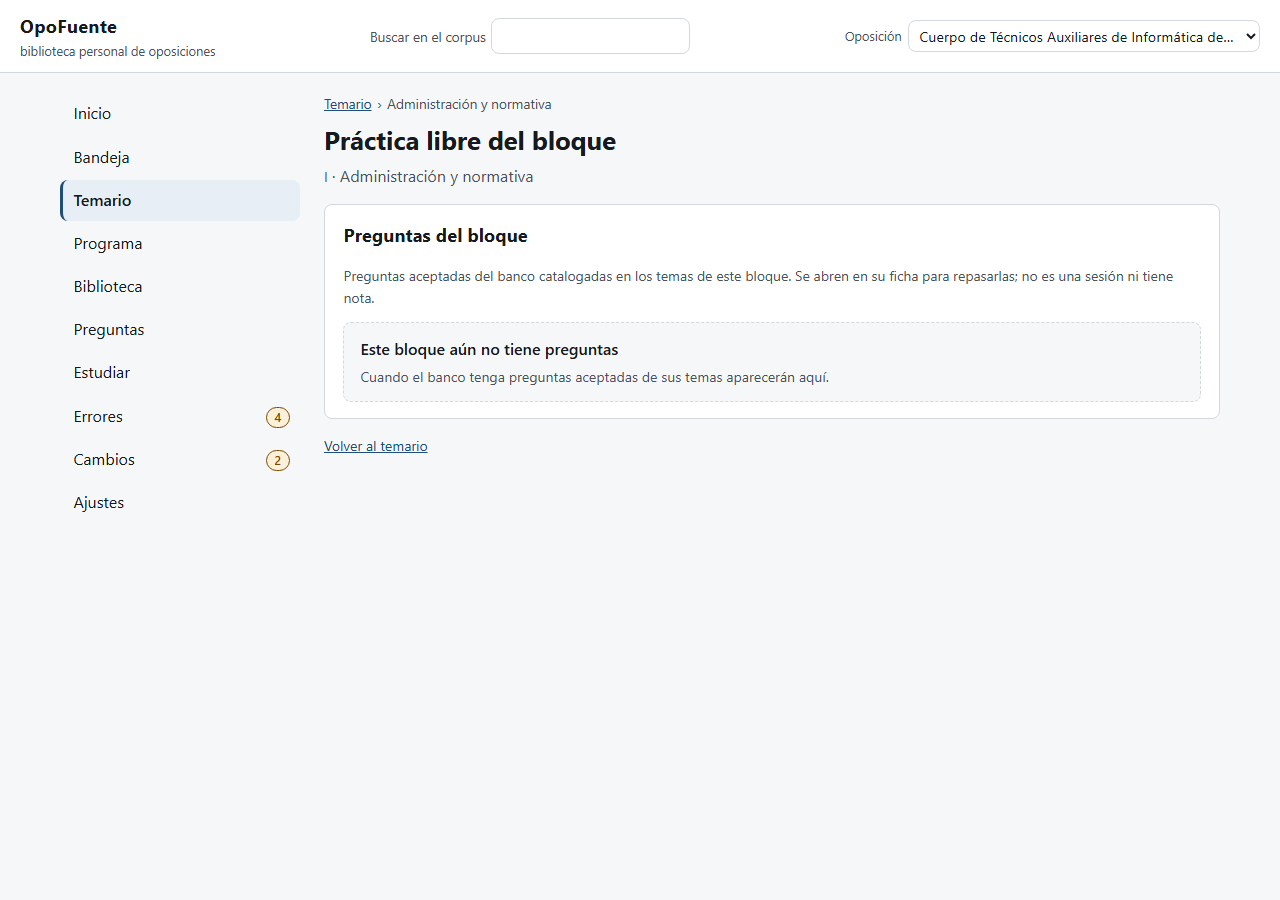 OpoFuente
biblioteca personal de oposiciones
Buscar en el corpus
Oposición
Cuerpo de Técnicos Auxiliares de Informática de...
Inicio
Bandeja
Temario
Programa
Biblioteca
Preguntas
Estudiar
Errores 4
Cambios 2
Ajustes
Temario › Administración y normativa
Práctica libre del bloque
I · Administración y normativa
Preguntas del bloque
Preguntas aceptadas del banco catalogadas en los temas de este bloque. Se abren en su ficha para repasarlas; no es una sesión ni tiene
nota.
Este bloque aún no tiene preguntas
Cuando el banco tenga preguntas aceptadas de sus temas aparecerán aquí.
Volver al temario